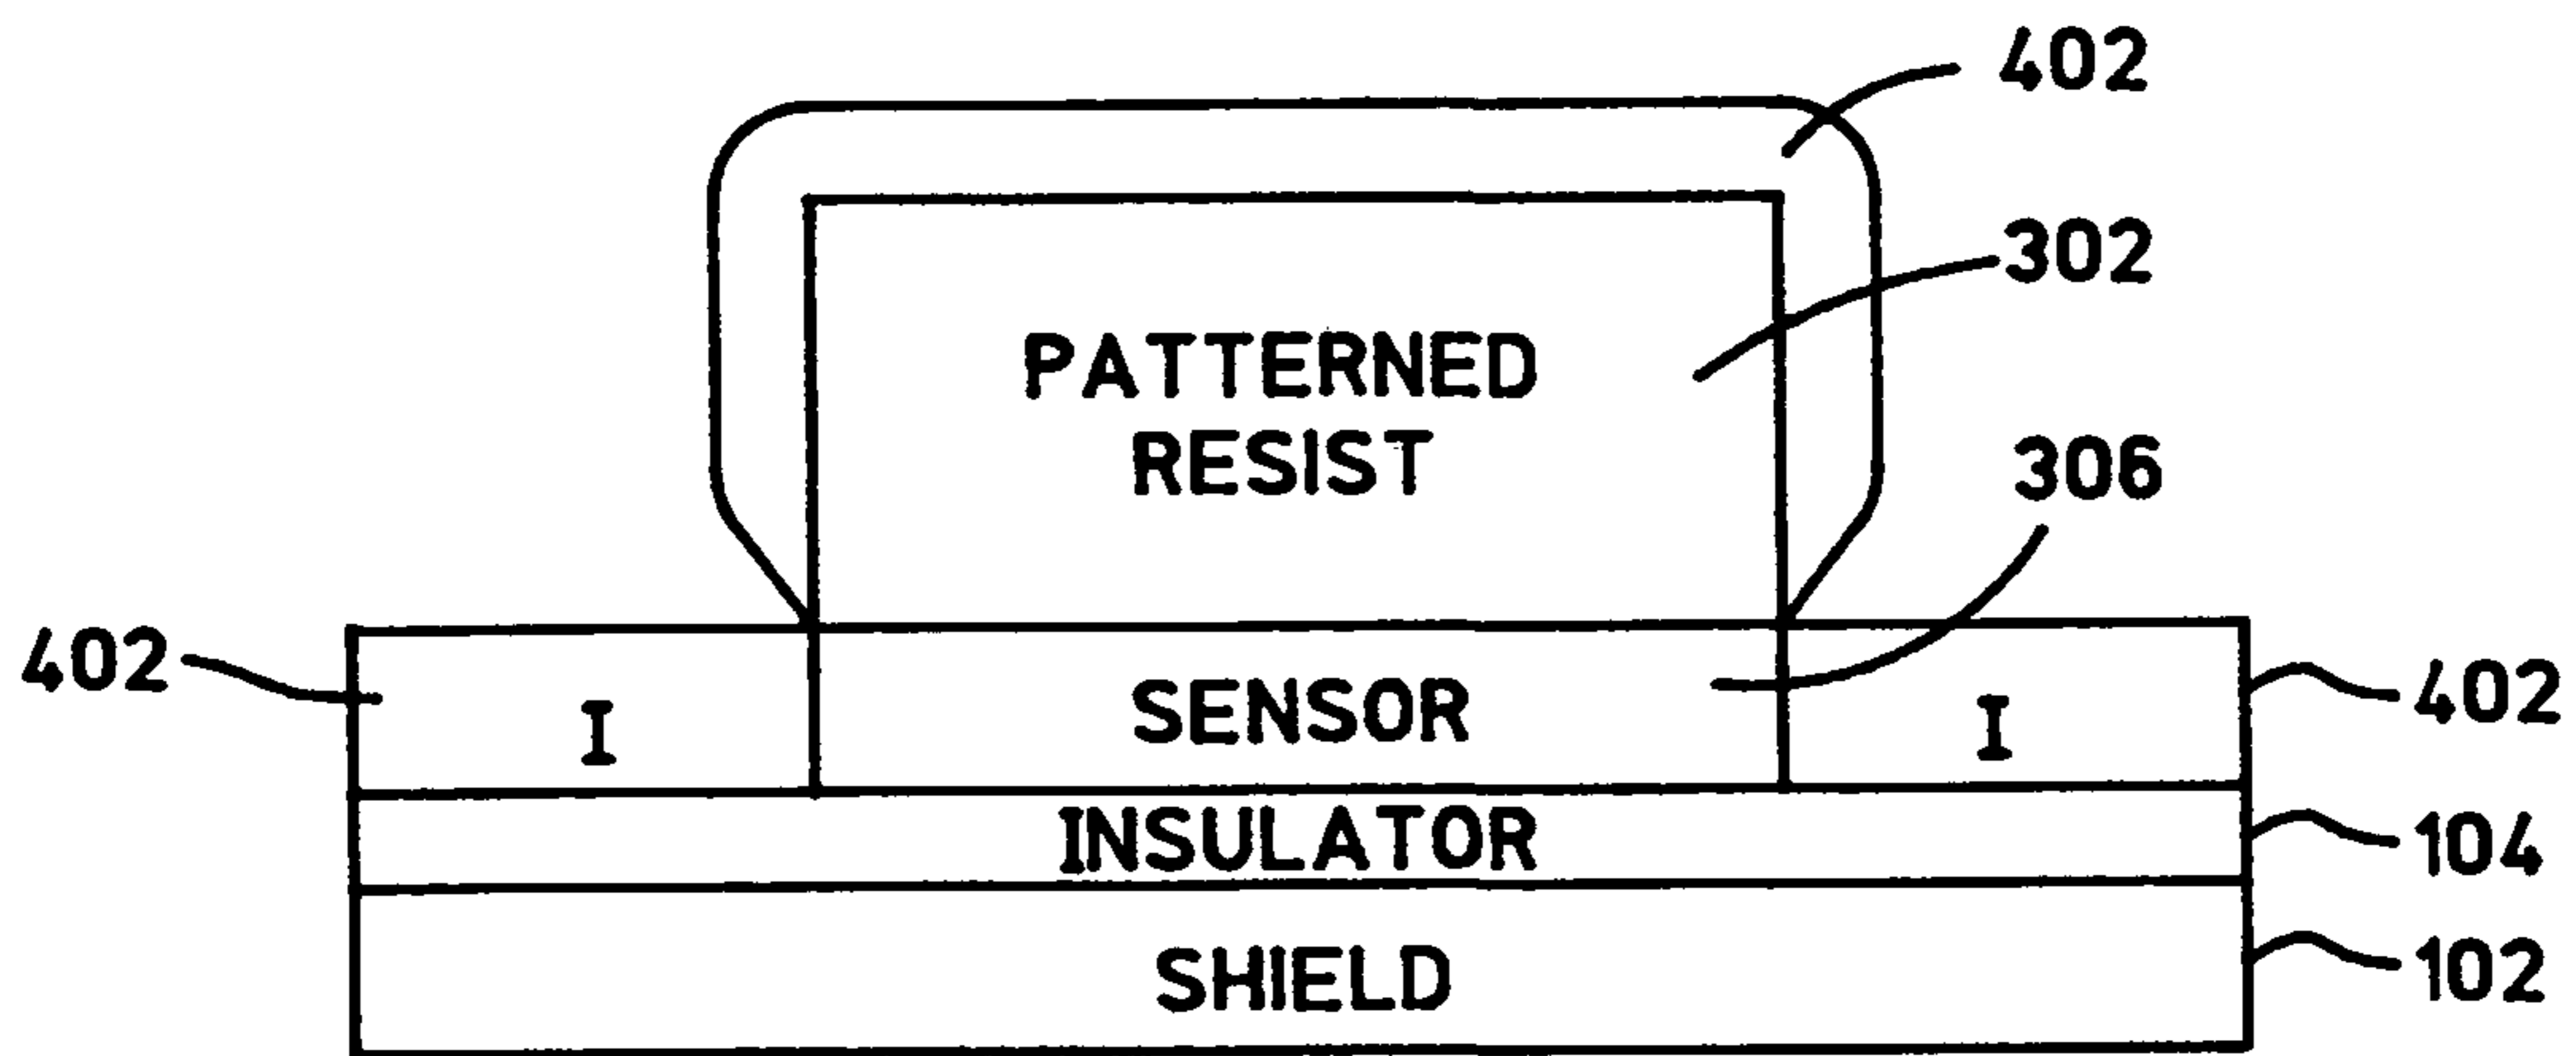 402
302
PATTERNED
RESIST
306
402
I
SENSOR
I
402
INSULATOR
104
SHIELD
102